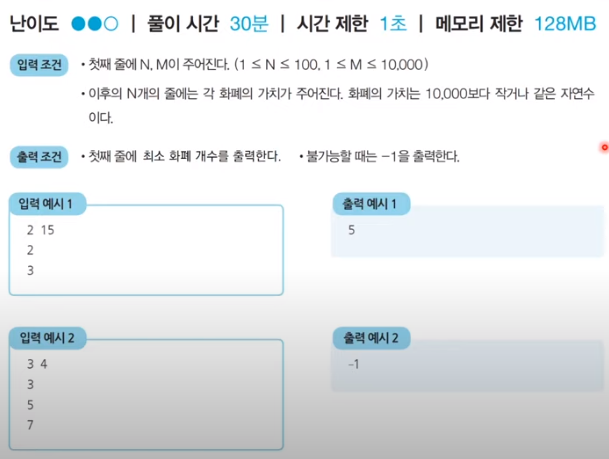 난이도 ●●○ | 풀이 시간 30분 | 시간 제한 1초 | 메모리 제한 128MB
입력 조건 • 첫째 줄에 N, M이 주어진다. (1 ≤ N ≤ 100, 1 ≤ M ≤ 10,000)
• 이후의 N개의 줄에는 각 화폐의 가치가 주어진다. 화폐의 가치는 10,000보다 작거나 같은 자연수
이다.
출력 조건 • 첫째 줄에 최소 화폐 개수를 출력한다. • 불가능할 때는 -1을 출력한다.
입력 예시 1
2 15
2
3
출력 예시 1
5
입력 예시 2
3 4
3
5
7
출력 예시 2
-1